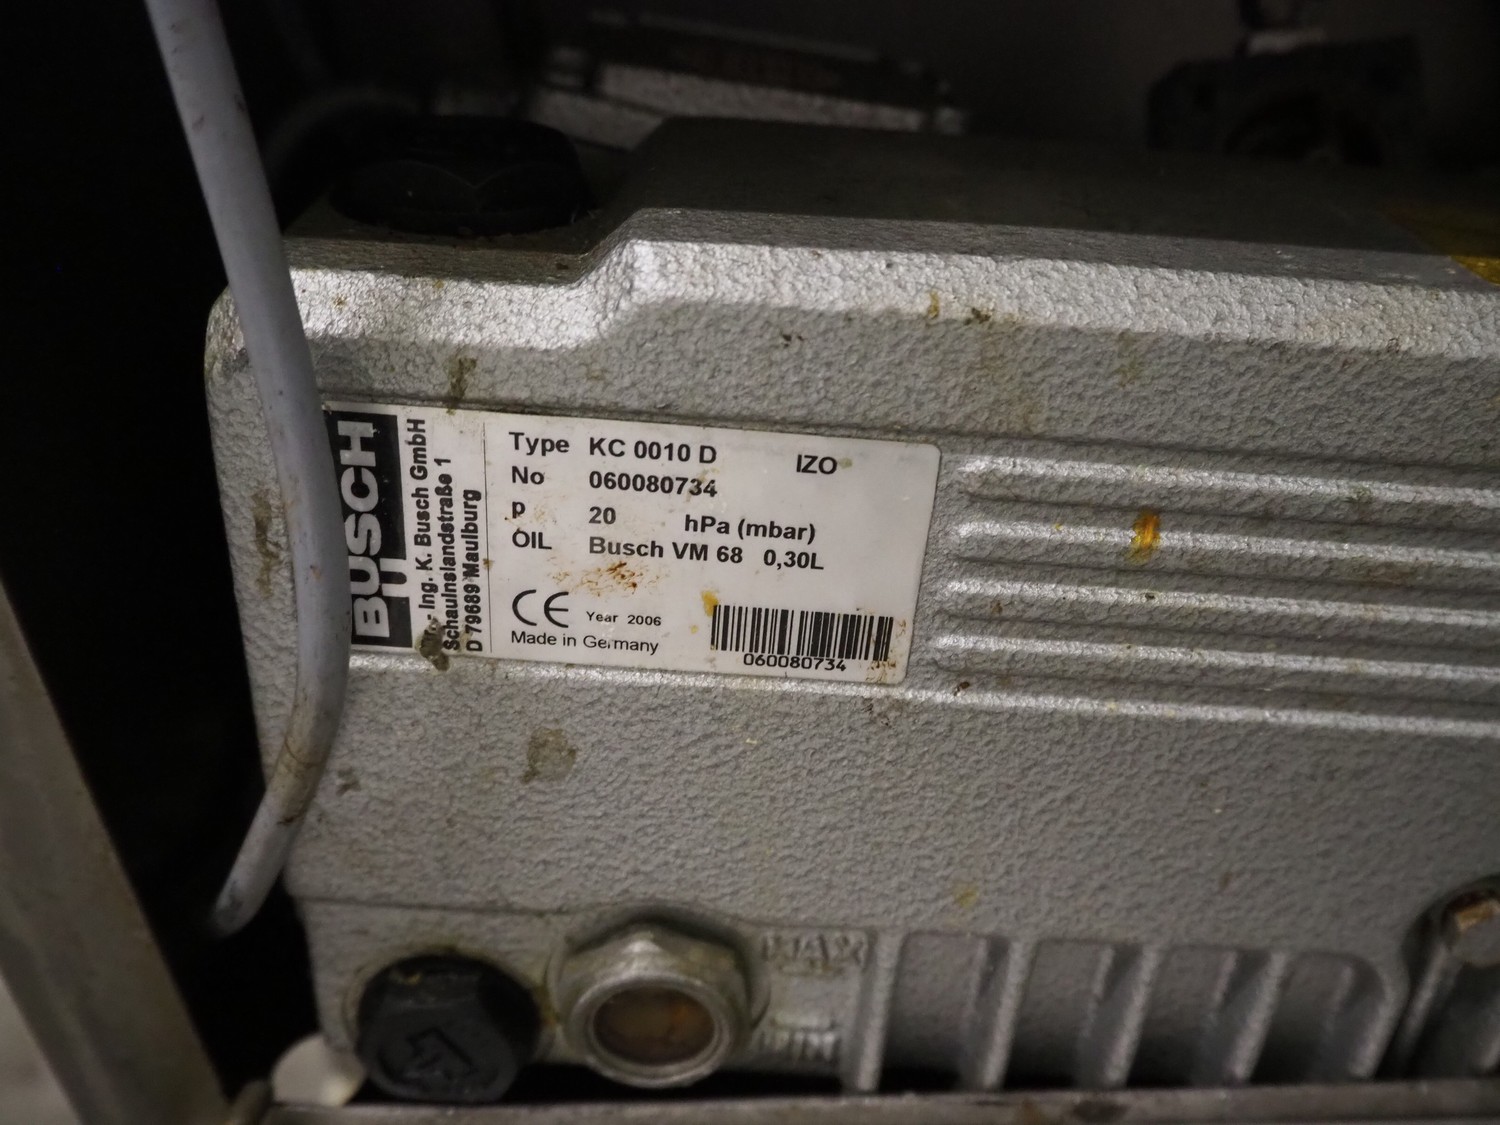 BUSCH
Dr.- Ing. K. Busch GmbH
Schauinslandstraße 1
D 79689 Maulburg
Type KC 0010 D IZO
No 060080734
P 20 hPa (mbar)
OIL Busch VM 68 0,30L
CE Year 2006
Made in Germany
060080734
MAX
MIN